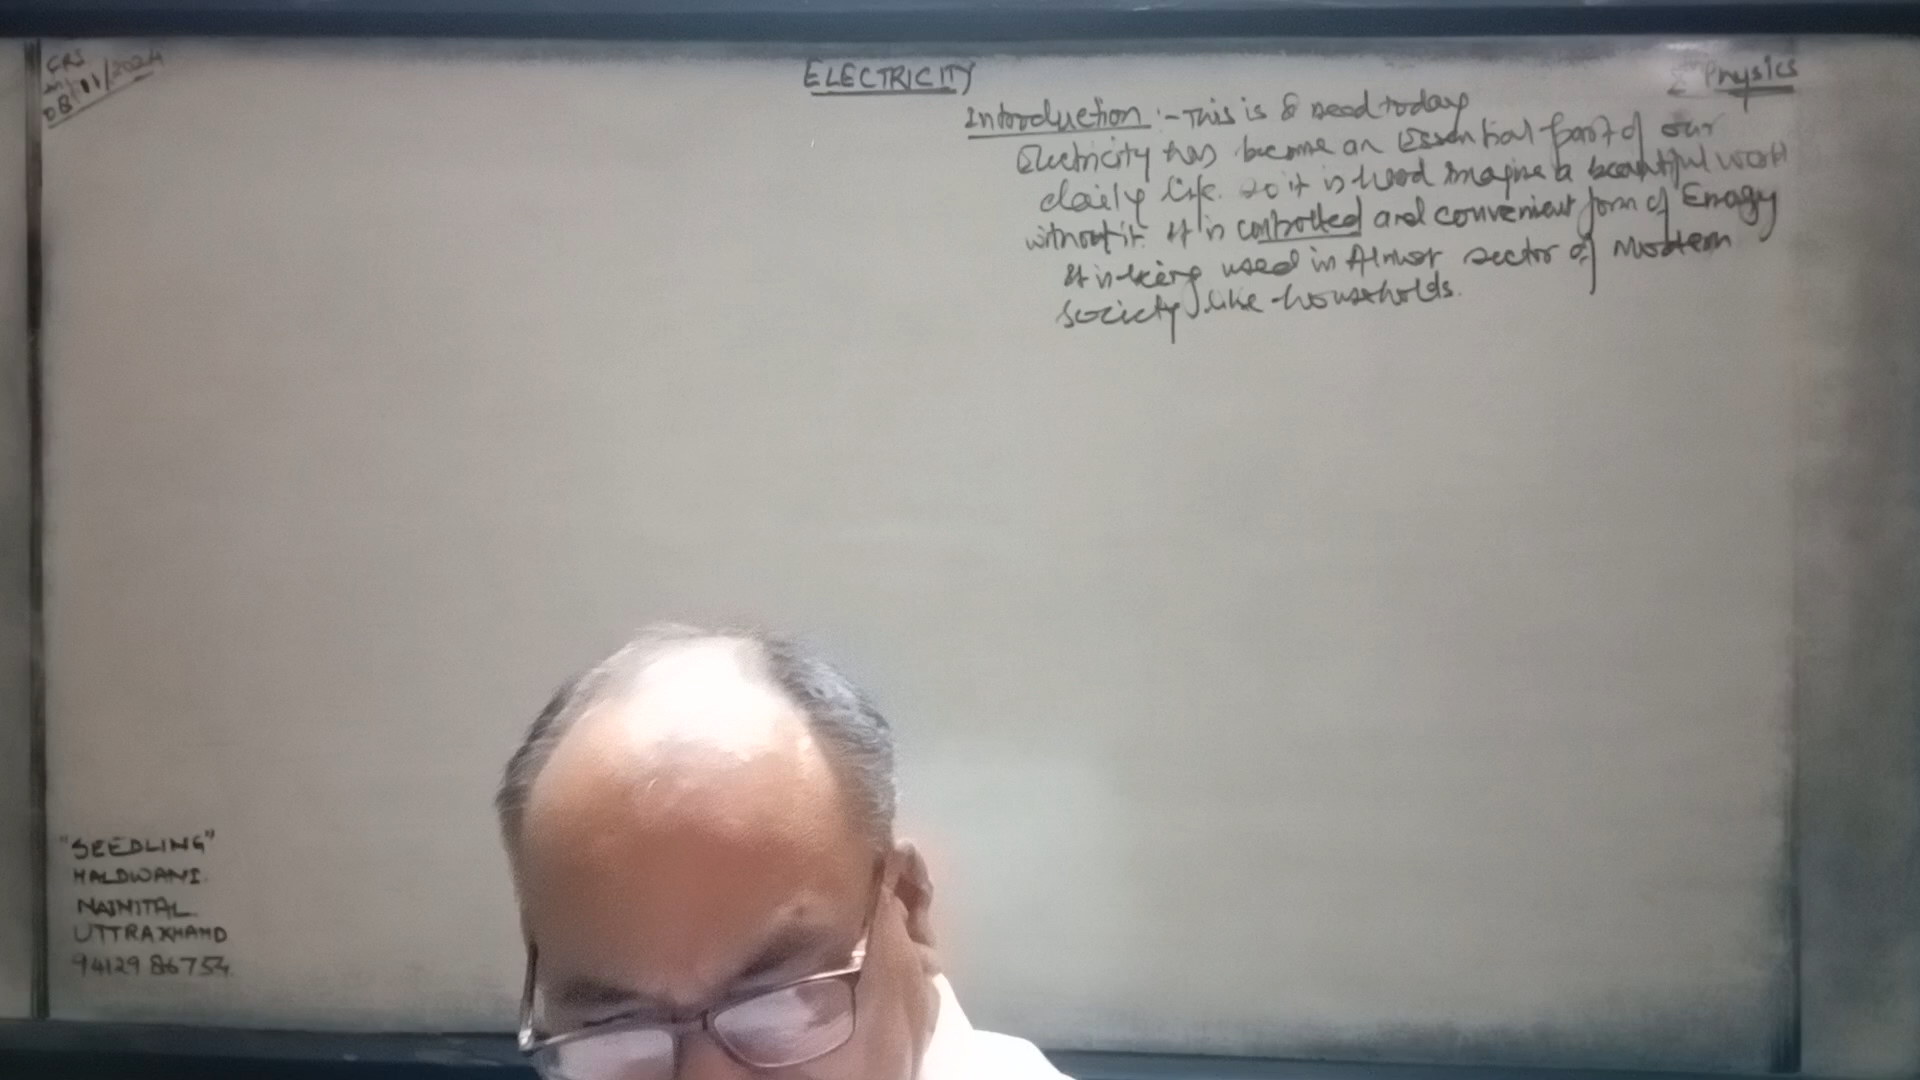 08/11/2024
ELECTRICITY
Physics
Introduction :- This is a need today
Electricity has become an Essential part of our
daily life. so it is hard Imagine a beautiful world
without it. It is controlled and convenient form of Energy
It is being used in Almost sector of Modern
society like households.
"SEEDLING"
HALDWANI.
NAINITAL
UTTRAKHAND
94129 86754